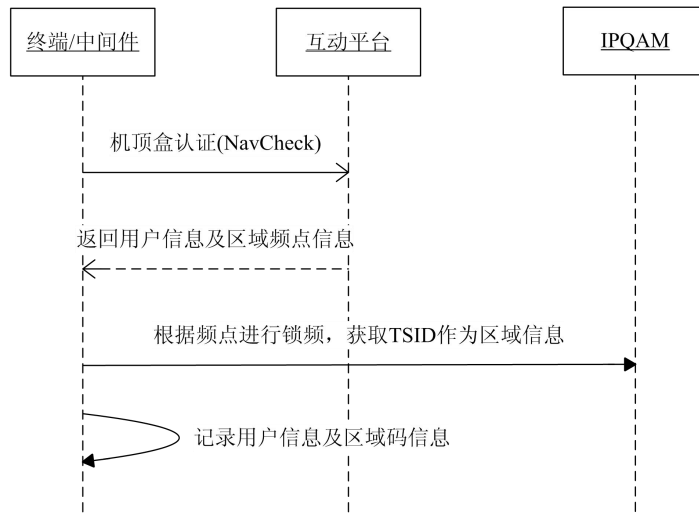 终端/中间件
互动平台
IPQAM
机顶盒认证(NavCheck)
返回用户信息及区域频点信息
根据频点进行锁频，获取TSID作为区域信息
记录用户信息及区域码信息